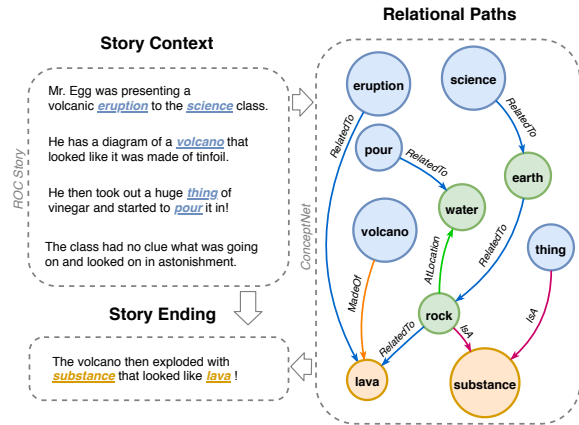 Story Context
Mr. Egg was presenting a
volcanic eruption to the science class.
He has a diagram of a volcano that
looked like it was made of tinfoil.
He then took out a huge thing of
vinegar and started to pour it in!
The class had no clue what was going
on and looked on in astonishment.
ROC Story
Story Ending
The volcano then exploded with
substance that looked like lava !
Relational Paths
ConceptNet
eruption
science
pour
earth
water
volcano
thing
rock
lava
substance
RelatedTo
RelatedTo
RelatedTo
RelatedTo
AtLocation
MadeOf
RelatedTo
IsA
IsA